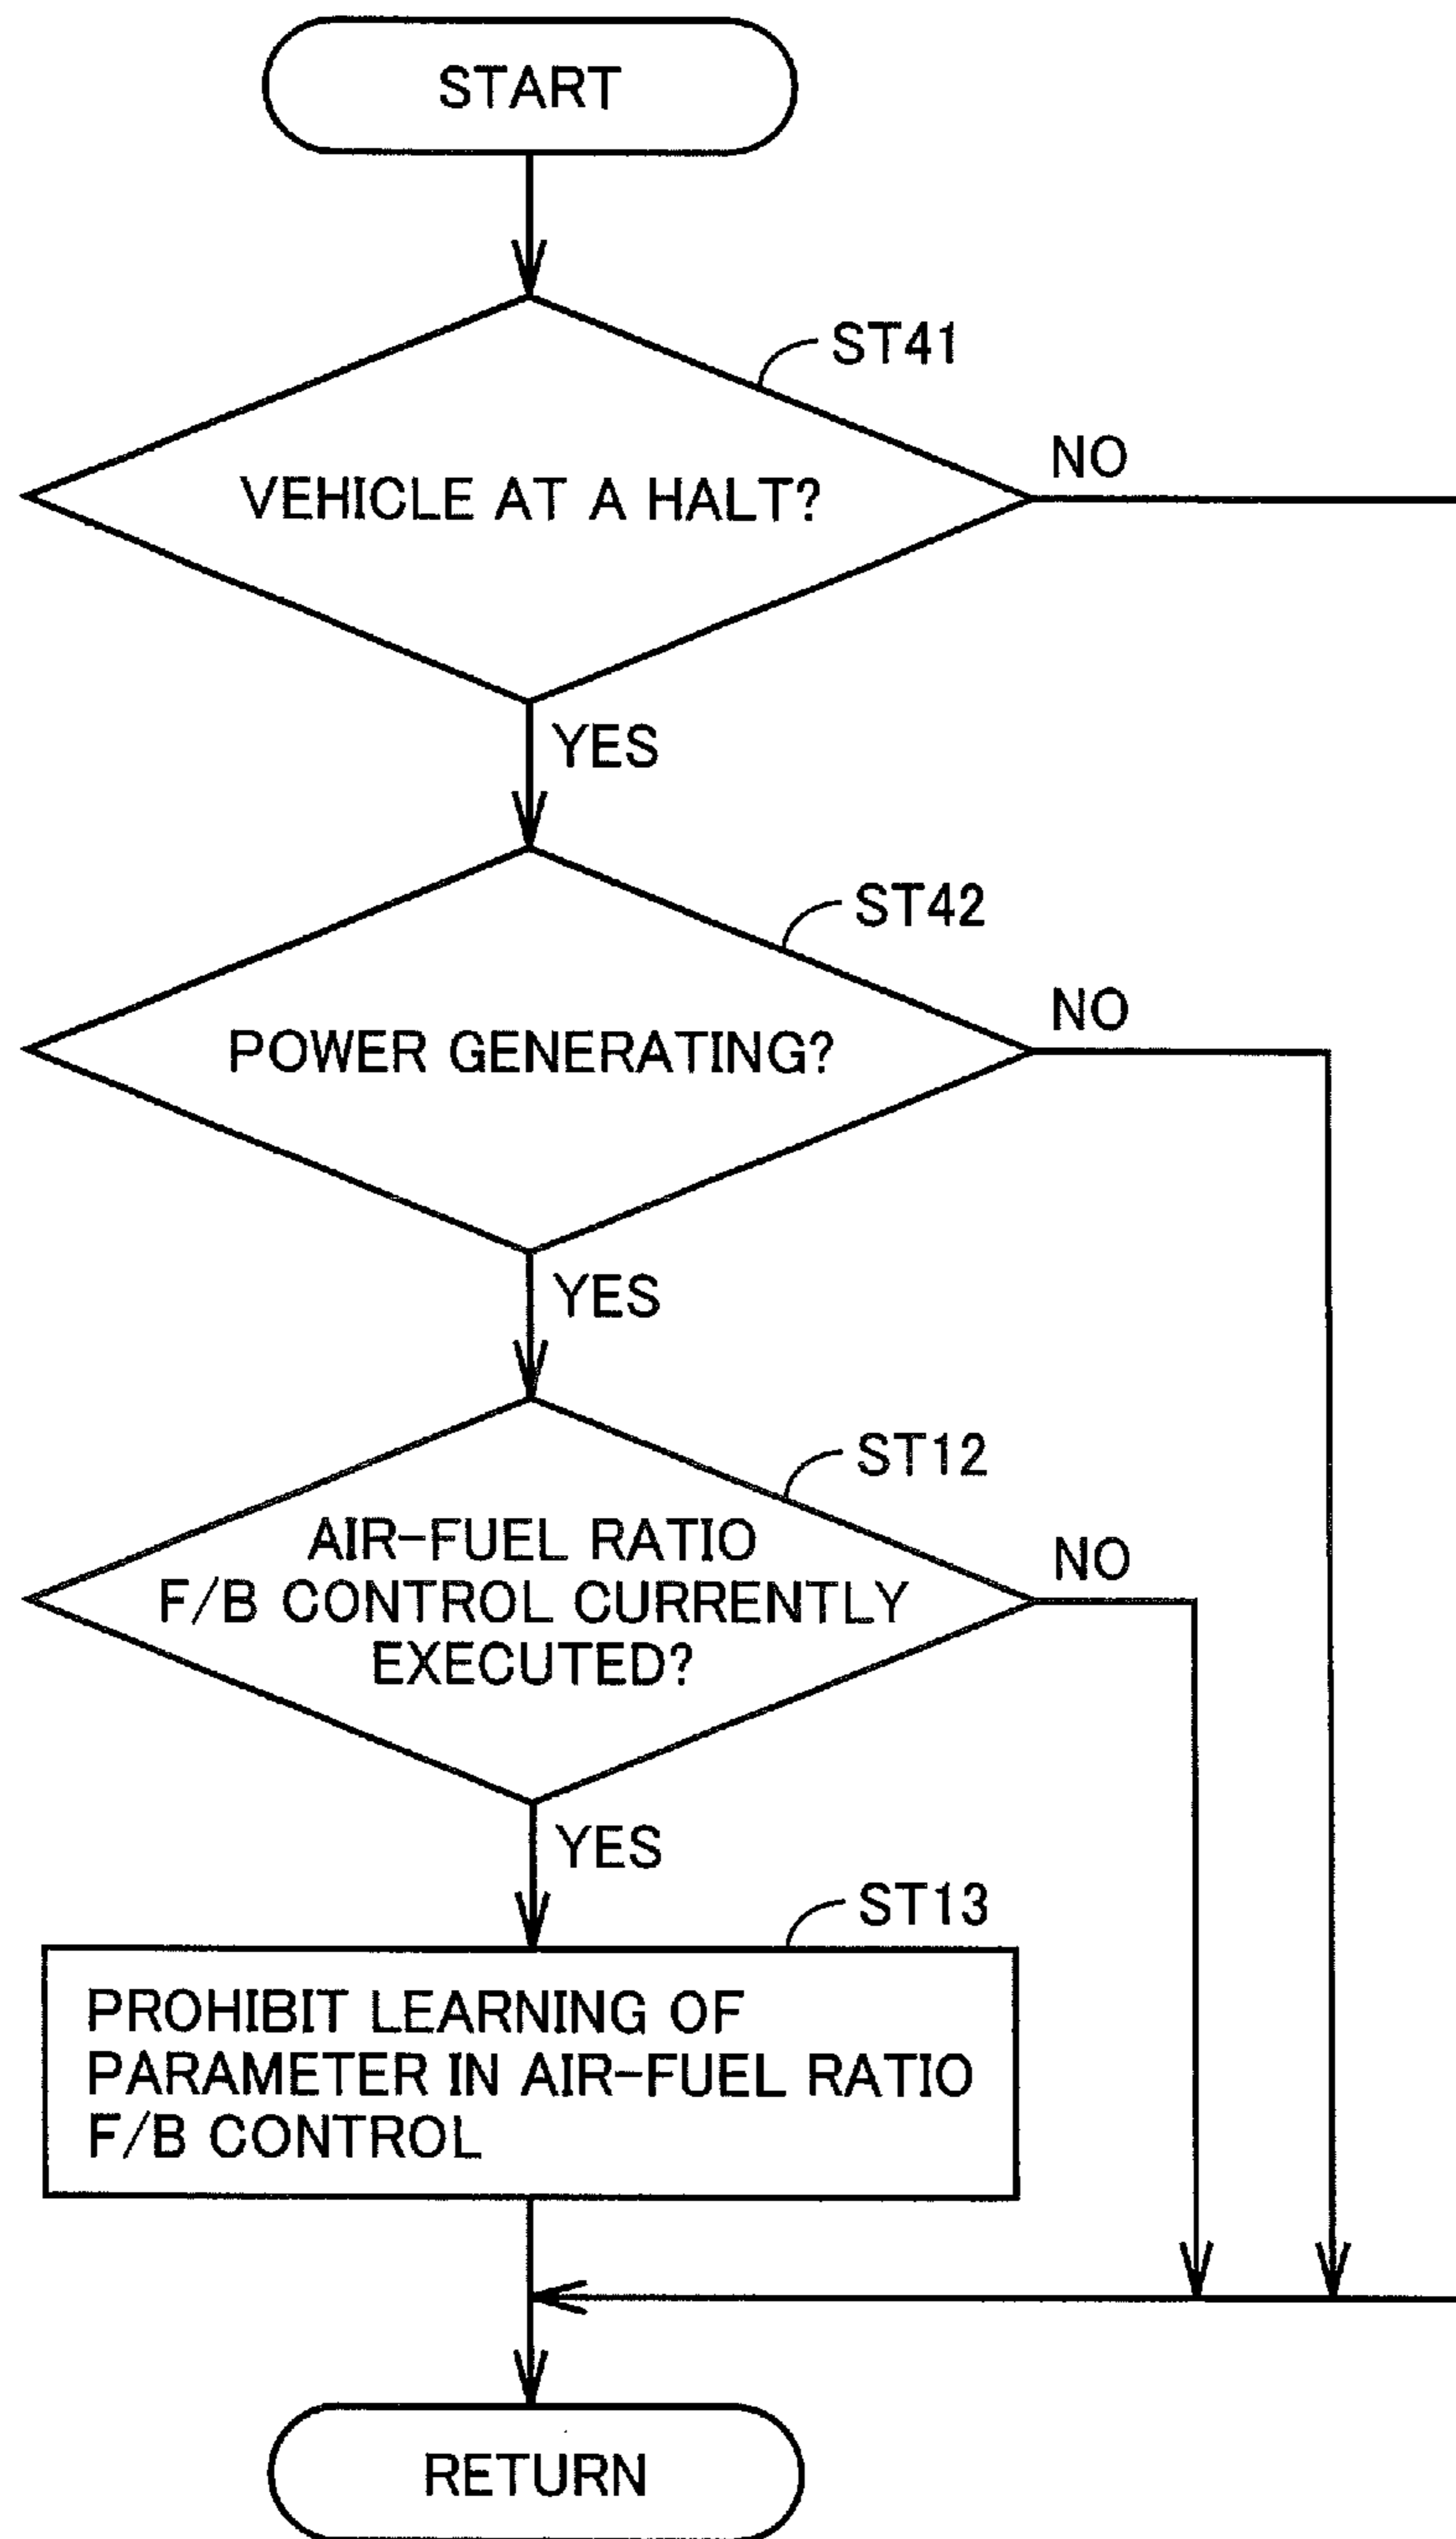 START
ST41
VEHICLE AT A HALT?
NO
YES
ST42
POWER GENERATING?
NO
YES
ST12
AIR-FUEL RATIO
F/B CONTROL CURRENTLY
EXECUTED?
NO
YES
ST13
PROHIBIT LEARNING OF
PARAMETER IN AIR-FUEL RATIO
F/B CONTROL
RETURN